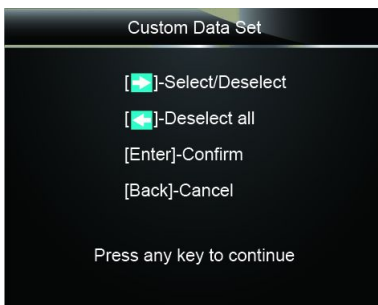 Custom Data Set
[→]-Select/Deselect
[←]-Deselect all
[Enter]-Confirm
[Back]-Cancel
Press any key to continue